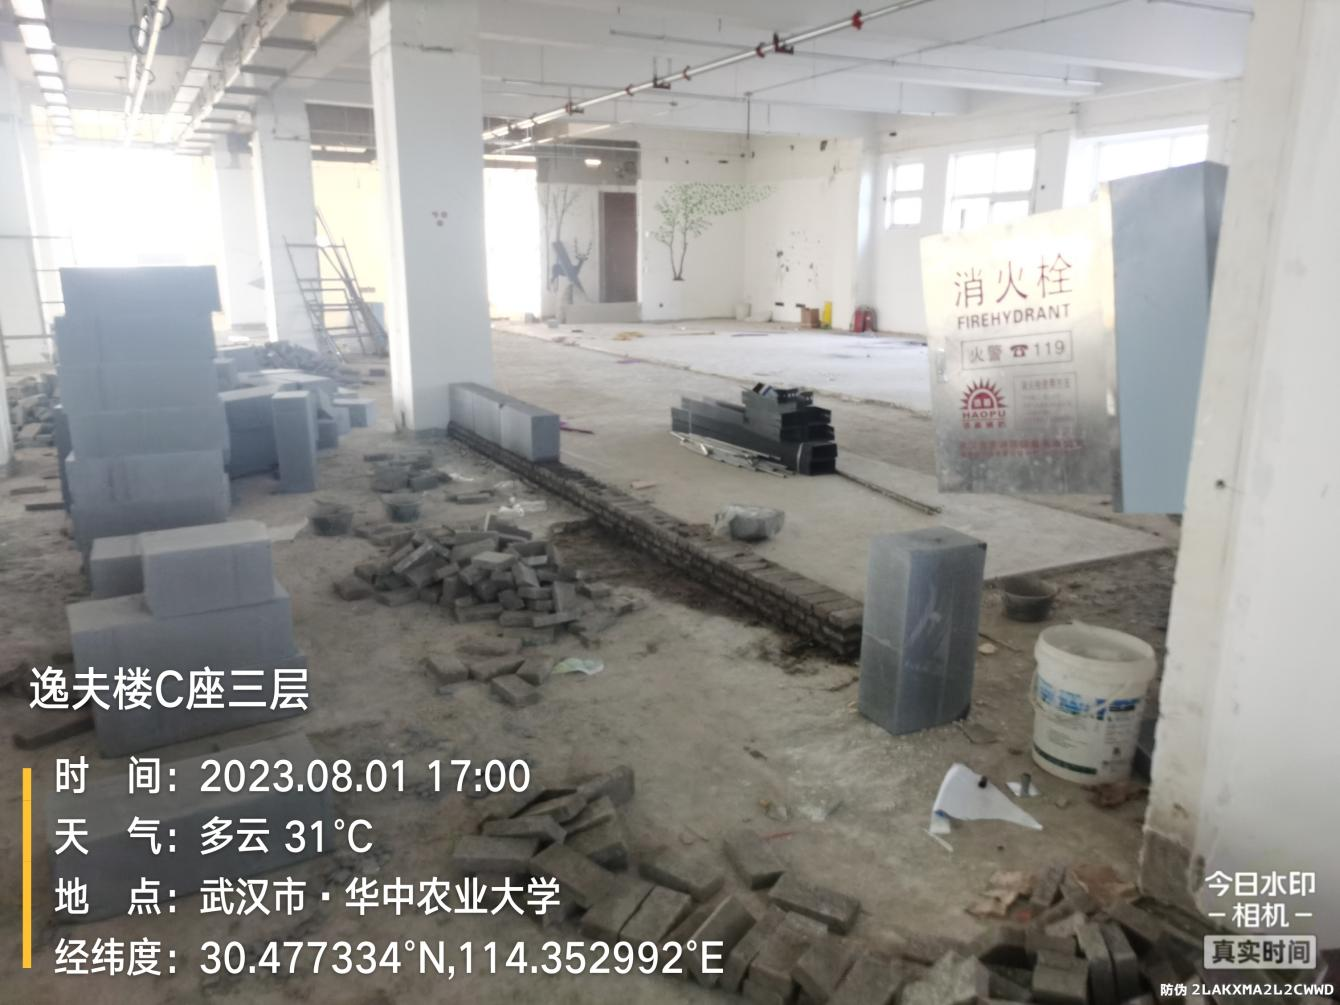 消火栓
FIREHYDRANT
火警☎119
HAOPU
逸夫楼C座三层
时 间：2023.08.01 17:00
天 气：多云 31℃
地 点：武汉市·华中农业大学
经纬度：30.477334°N,114.352992°E
今日水印
-相机-
真实时间
防伪 2LAKXMA2L2CWWD